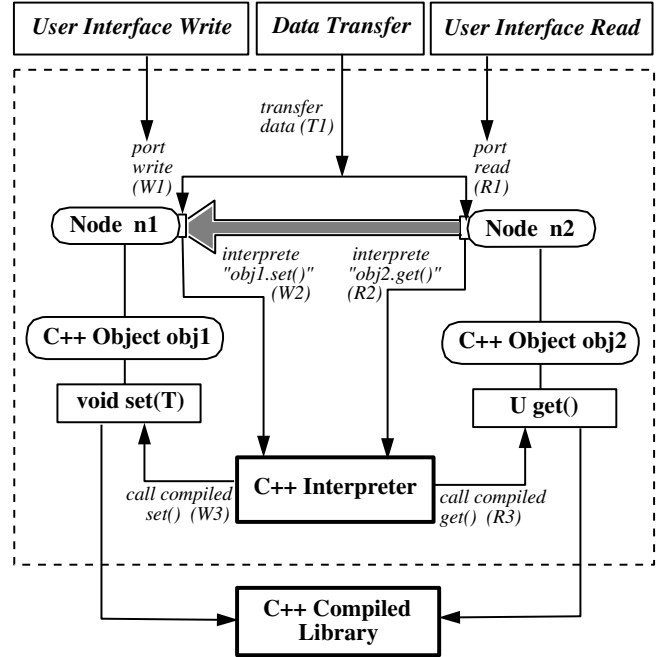 User Interface Write
Data Transfer
User Interface Read
transfer
data (T1)
port
write
(W1)
port
read
(R1)
Node n1
Node n2
interprete
"obj1.set()"
(W2)
interprete
"obj2.get()"
(R2)
C++ Object obj1
C++ Object obj2
void set(T)
U get()
C++ Interpreter
call compiled
set() (W3)
call compiled
get() (R3)
C++ Compiled
Library